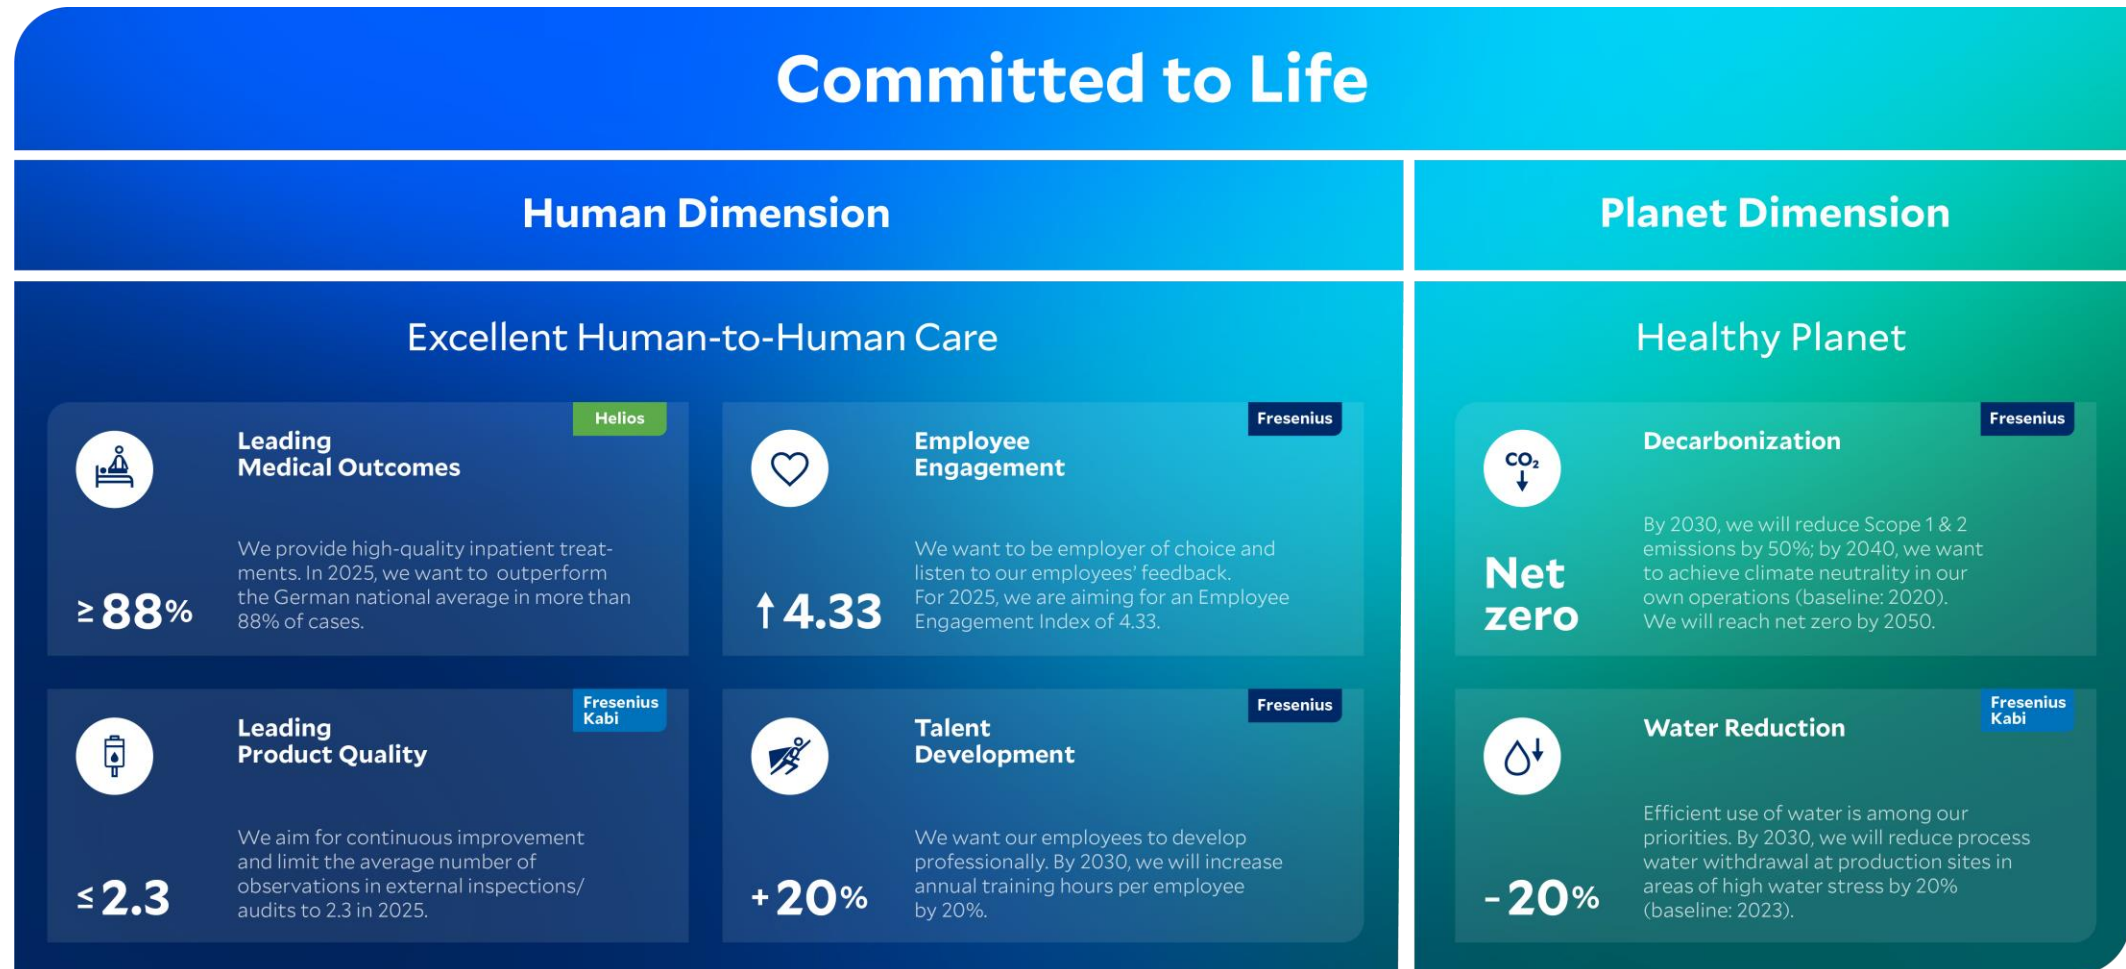 Committed to Life
Human Dimension
Excellent Human-to-Human Care
Helios
Leading
Medical Outcomes
≥ 88%
We provide high-quality inpatient treat-
ments. In 2025, we want to outperform
the German national average in more than
88% of cases.
Fresenius
Employee
Engagement
↑ 4.33
We want to be employer of choice and
listen to our employees’ feedback.
For 2025, we are aiming for an Employee
Engagement Index of 4.33.
Fresenius
Kabi
Leading
Product Quality
≤ 2.3
We aim for continuous improvement
and limit the average number of
observations in external inspections/
audits to 2.3 in 2025.
Fresenius
Talent
Development
+ 20%
We want our employees to develop
professionally. By 2030, we will increase
annual training hours per employee
by 20%.
Planet Dimension
Healthy Planet
Fresenius
CO₂
Decarbonization
Net
zero
By 2030, we will reduce Scope 1 & 2
emissions by 50%; by 2040, we want
to achieve climate neutrality in our
own operations (baseline: 2020).
We will reach net zero by 2050.
Fresenius
Kabi
Water Reduction
- 20%
Efficient use of water is among our
priorities. By 2030, we will reduce process
water withdrawal at production sites in
areas of high water stress by 20%
(baseline: 2023).